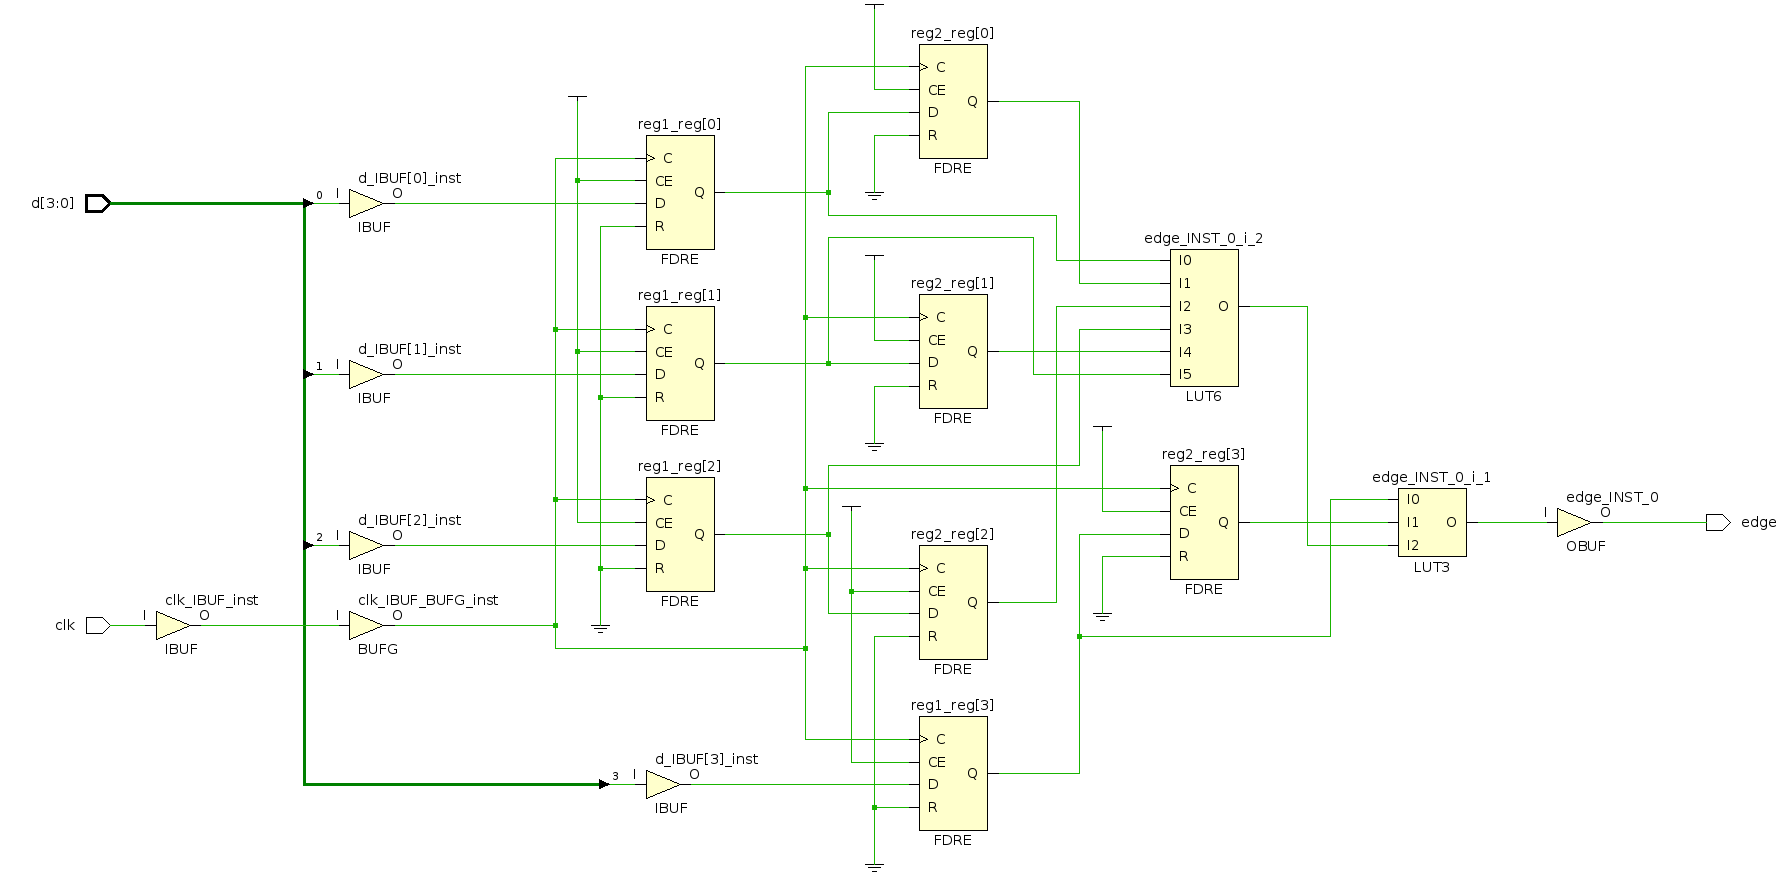 reg2_reg[0]
C
CE
D
R
Q
FDRE
reg1_reg[0]
C
CE
D
R
Q
FDRE
d[3:0]
0
I
d_IBUF[0]_inst
O
IBUF
edge_INST_0_i_2
I0
I1
I2
I3
I4
I5
O
LUT6
reg2_reg[1]
C
CE
D
R
Q
FDRE
reg1_reg[1]
C
CE
D
R
Q
FDRE
1
I
d_IBUF[1]_inst
O
IBUF
reg2_reg[3]
C
CE
D
R
Q
FDRE
reg1_reg[2]
C
CE
D
R
Q
FDRE
edge_INST_0_i_1
I0
I1
I2
O
LUT3
I
edge_INST_0
O
OBUF
edge
2
I
d_IBUF[2]_inst
O
IBUF
reg2_reg[2]
C
CE
D
R
Q
FDRE
clk
I
clk_IBUF_inst
O
IBUF
I
clk_IBUF_BUFG_inst
O
BUFG
reg1_reg[3]
C
CE
D
R
Q
FDRE
3
I
d_IBUF[3]_inst
O
IBUF